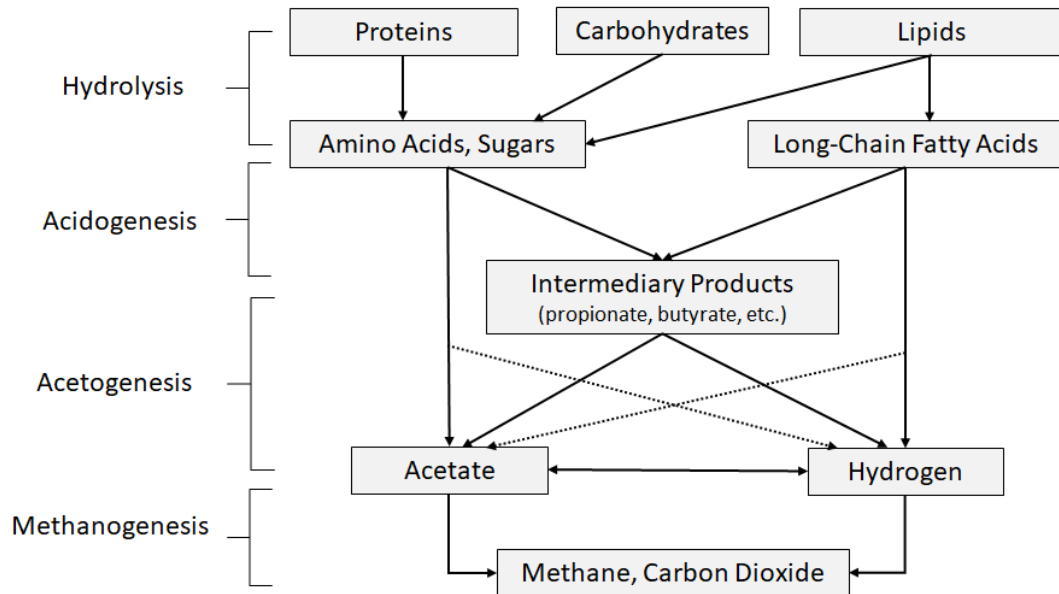 Proteins
Carbohydrates
Lipids
Hydrolysis
Amino Acids, Sugars
Long-Chain Fatty Acids
Acidogenesis
Intermediary Products
(propionate, butyrate, etc.)
Acetogenesis
Acetate
Hydrogen
Methanogenesis
Methane, Carbon Dioxide